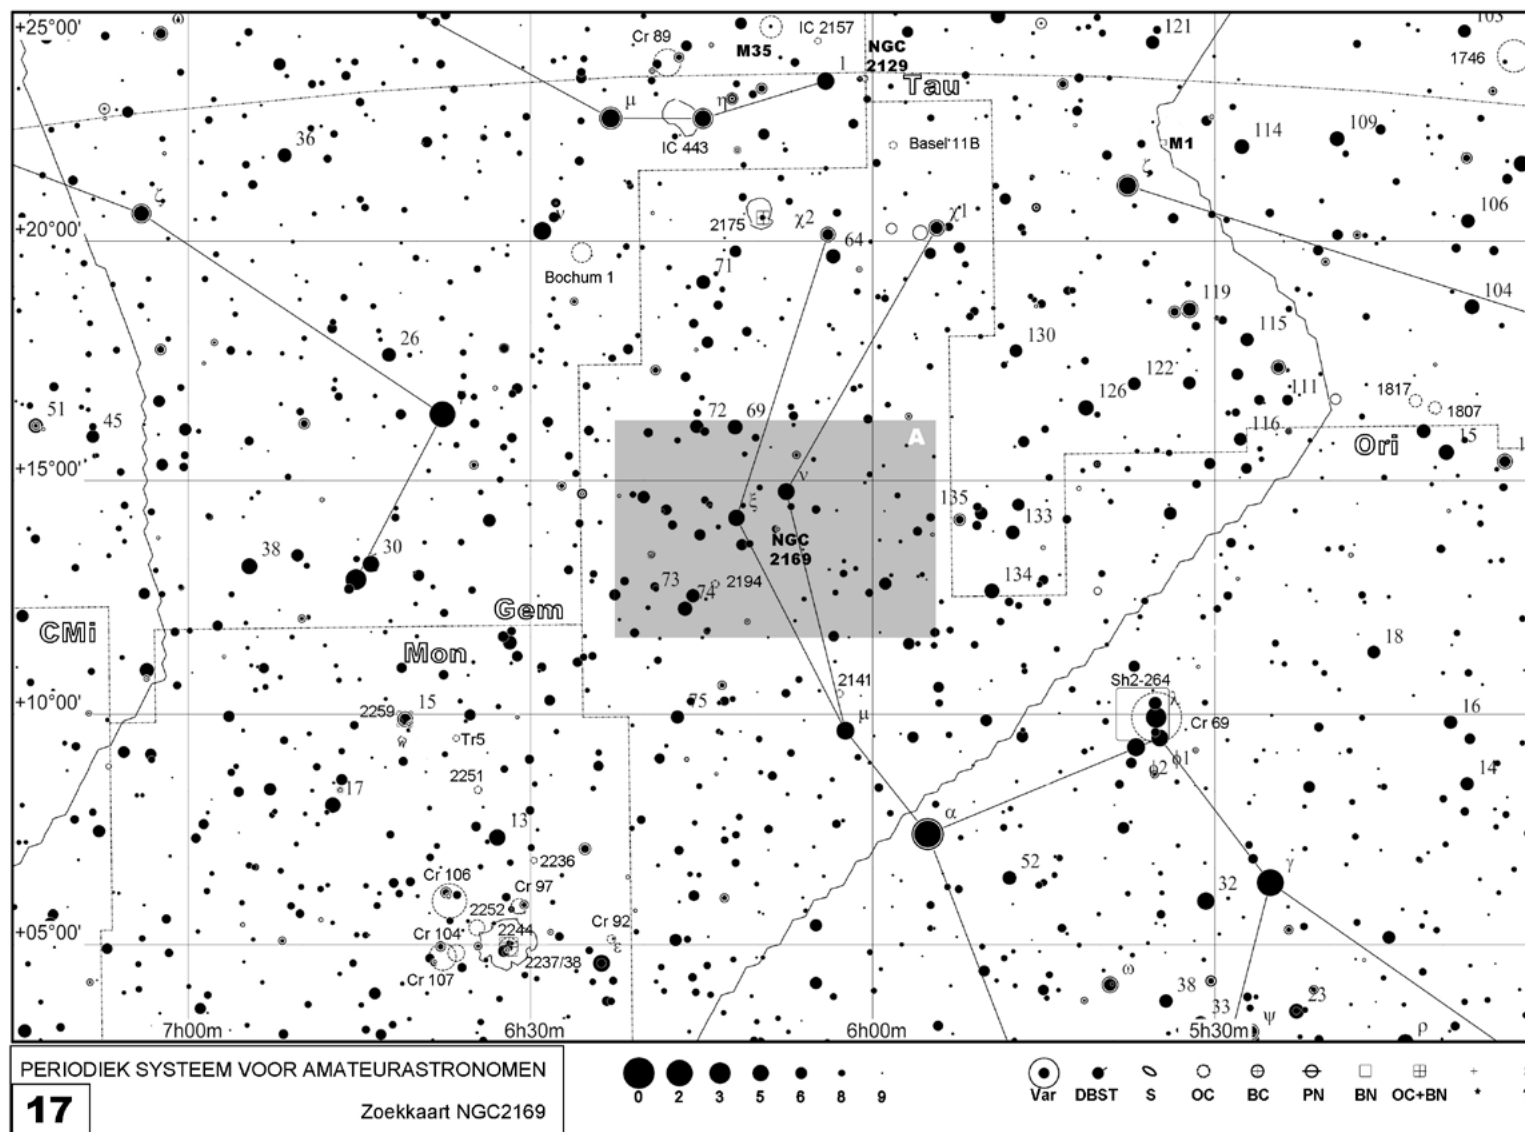 +25°00'
Cr 89
M35
IC 2157
NGC
2129
121
103
1746
1
Tau
μ
η
IC 443
Basel 11B
M1
114
109
36
ζ
ζ
106
ν
2175
χ2
χ1
64
+20°00'
Bochum 1
71
119
104
115
130
26
γ
126
122
111
1817
1807
51
45
72
69
A
116
Ori
15
1
+15°00'
ν
ξ
135
133
NGC
2169
38
30
73
74
2194
134
Gem
CMi
Mon
18
75
2141
Sh2-264
λ
Cr 69
16
+10°00'
2259
15
Tr5
μ
φ2
φ1
2251
17
14
α
13
2236
52
γ
32
Cr 106
Cr 97
2252
Cr 92
ε
+05°00'
Cr 104
2244
2237/38
Cr 107
ω
38
33
23
7h00m
6h30m
6h00m
5h30m
ψ
ρ
PERIODIEK SYSTEEM VOOR AMATEURASTRONOMEN
17
Zoekkaart NGC2169
0 2 3 5 6 8 9
Var DBST S OC BC PN BN OC+BN *